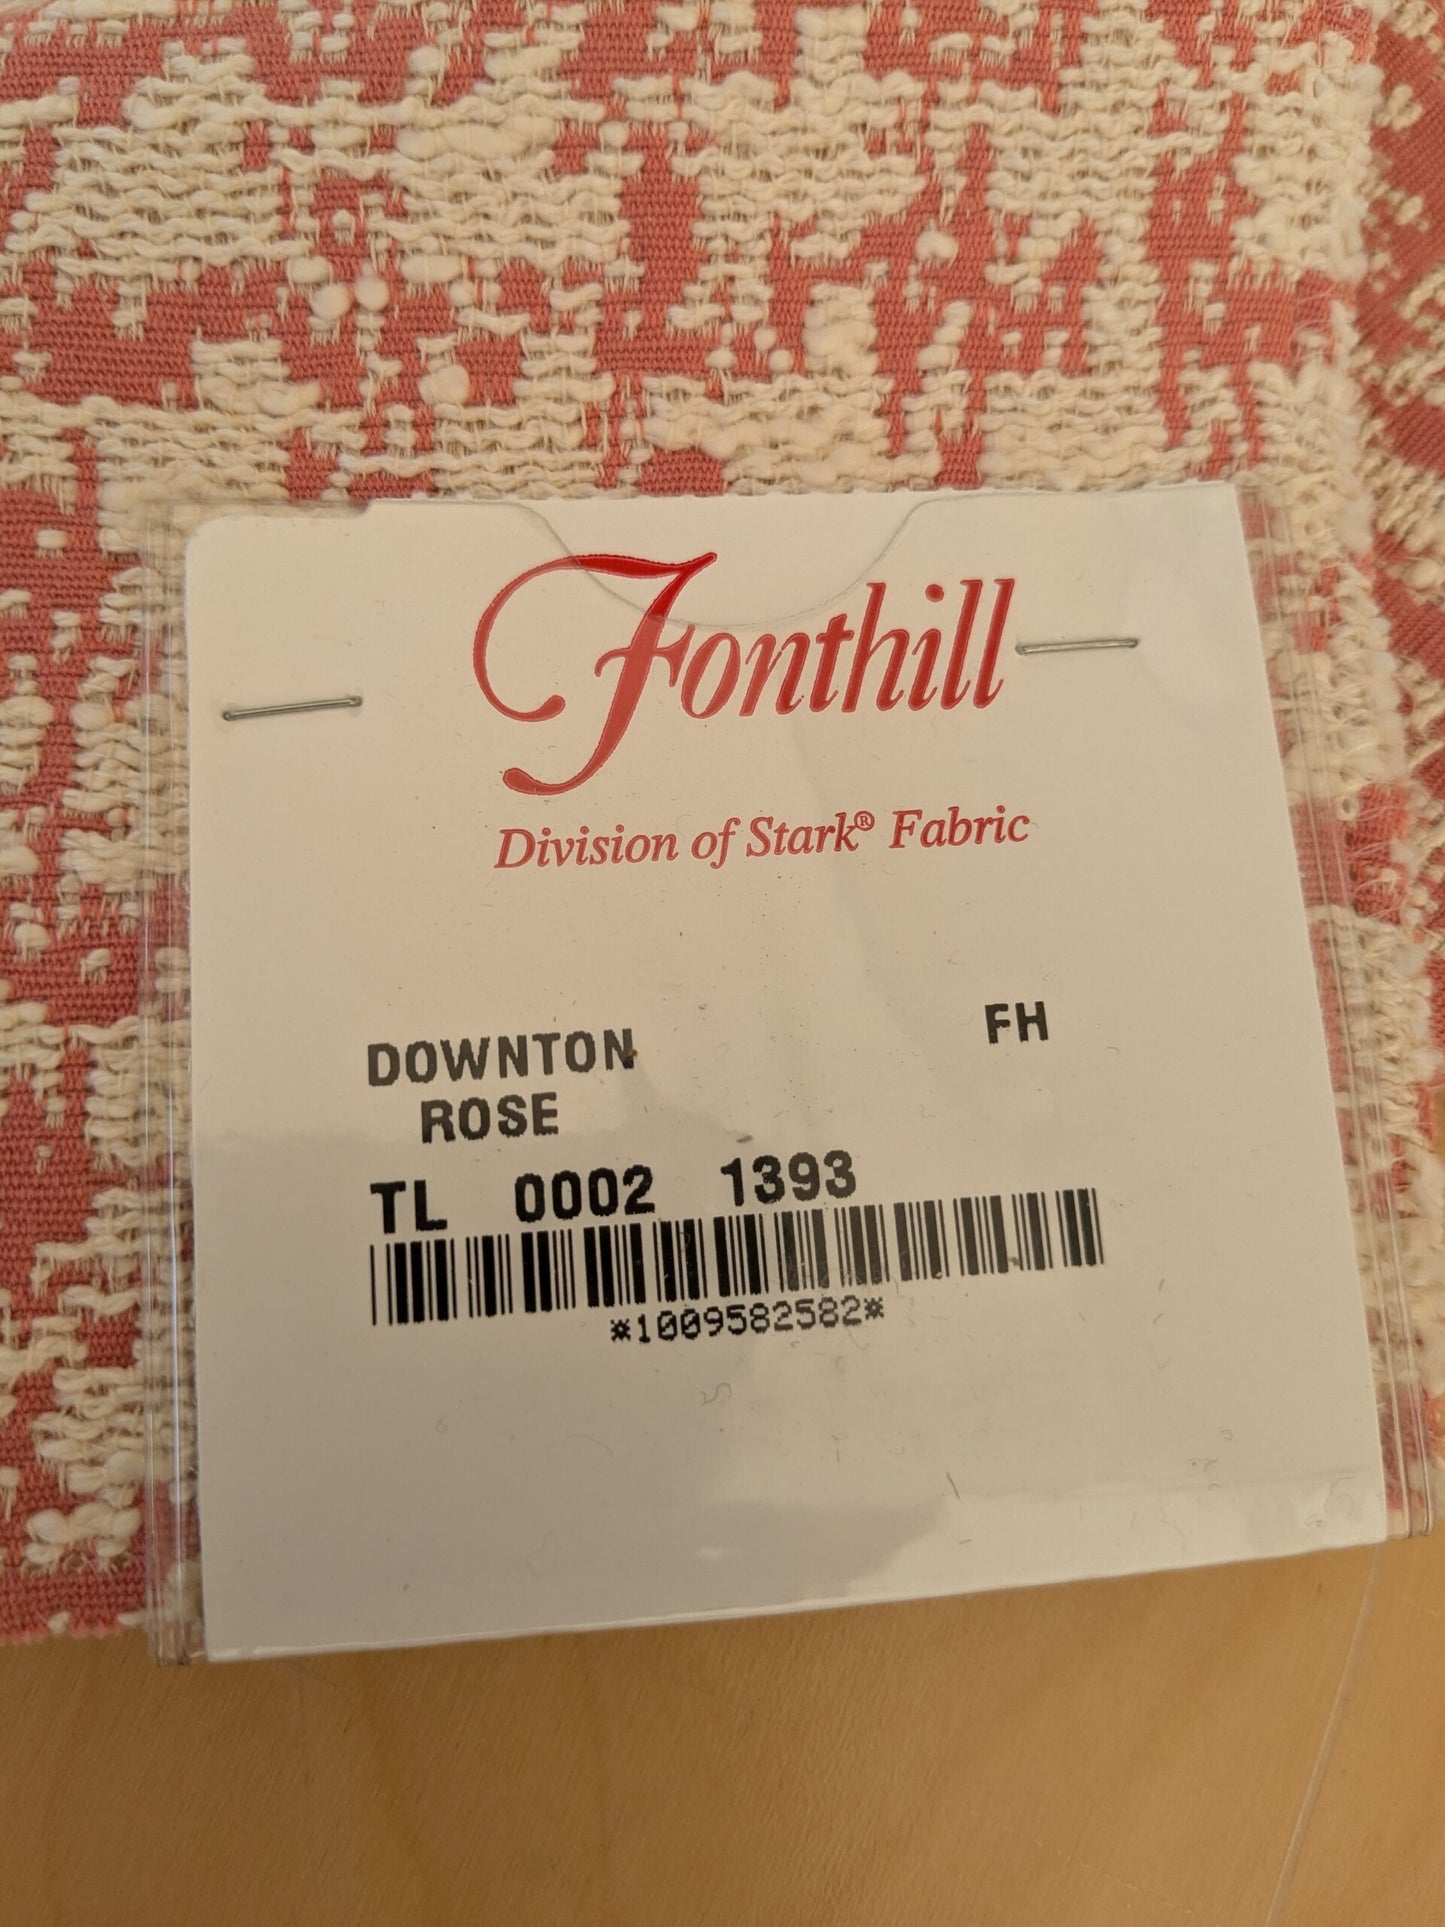 Fonthill
Division of Stark® Fabric
DOWNTON FH
ROSE
TL 0002 1393
*1009582582*